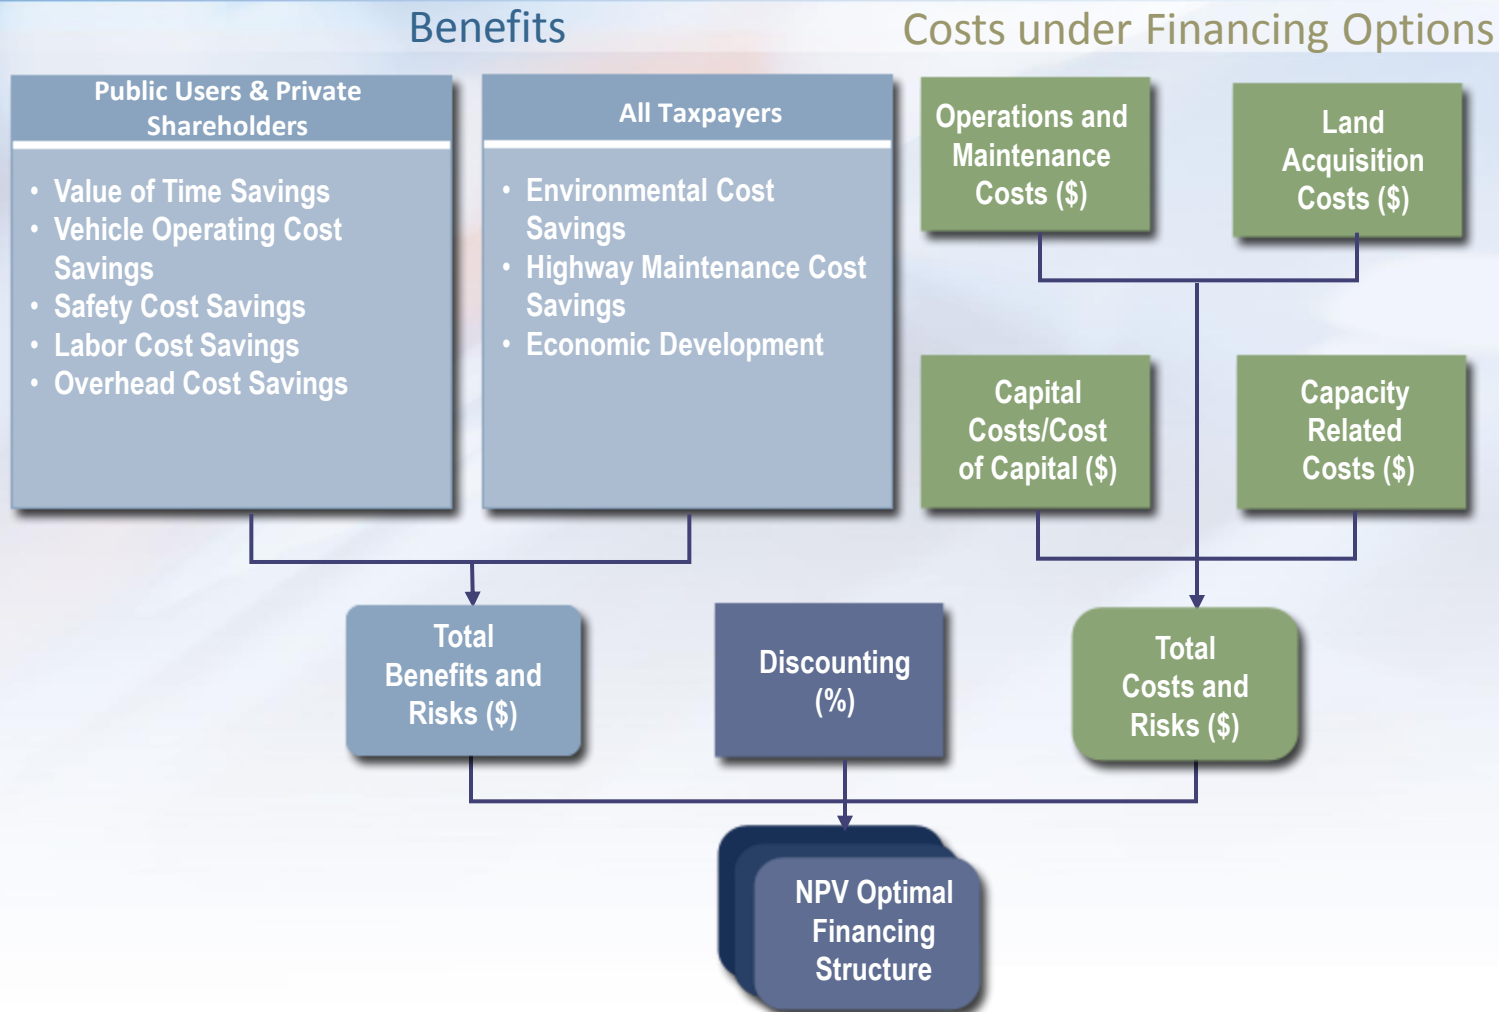 Benefits
Costs under Financing Options
Public Users & Private
Shareholders
• Value of Time Savings
• Vehicle Operating Cost
Savings
• Safety Cost Savings
• Labor Cost Savings
• Overhead Cost Savings
All Taxpayers
• Environmental Cost
Savings
• Highway Maintenance Cost
Savings
• Economic Development
Operations and
Maintenance
Costs ($)
Land
Acquisition
Costs ($)
Capital
Costs/Cost
of Capital ($)
Capacity
Related
Costs ($)
Total
Benefits and
Risks ($)
Discounting
(%)
Total
Costs and
Risks ($)
NPV Optimal
Financing
Structure